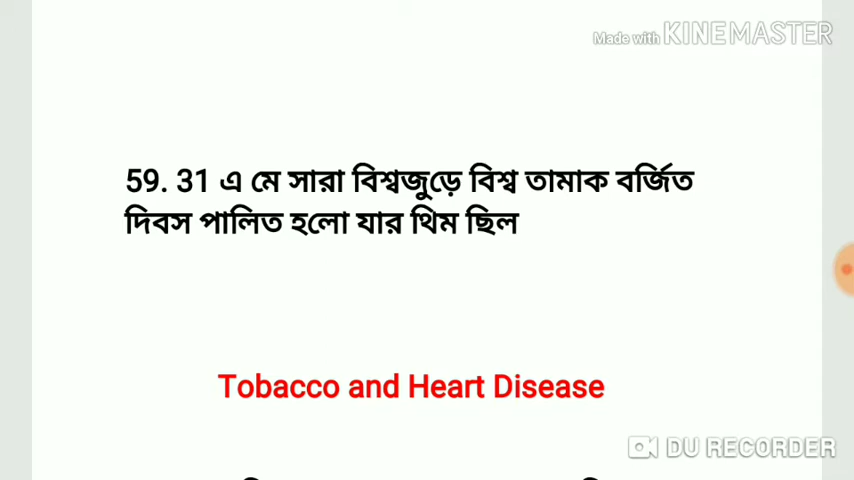 Made with KINEMASTER
59. 31 এ মে সারা বিশ্বজুড়ে বিশ্ব তামাক বর্জিত
দিবস পালিত হলো যার থিম ছিল
Tobacco and Heart Disease
DU RECORDER